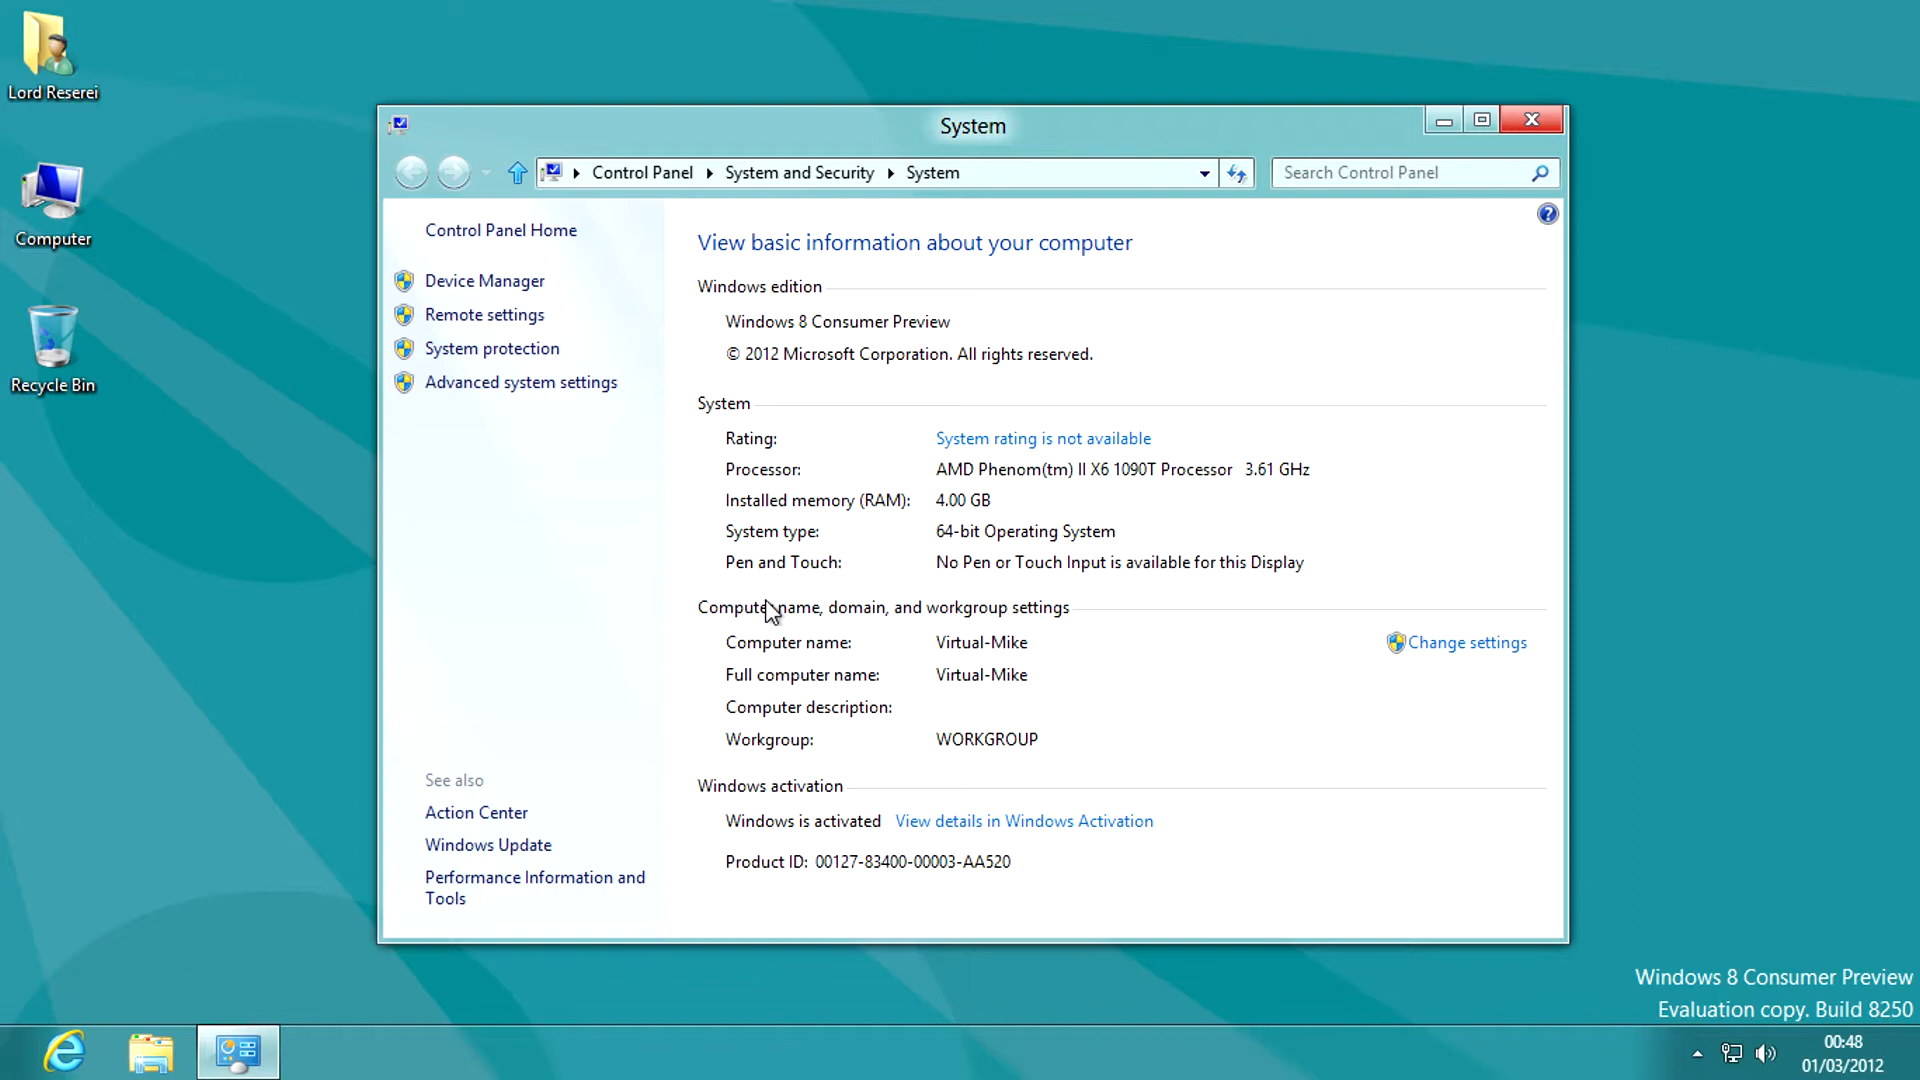 Lord Reserei
Computer
Recycle Bin
System
Control Panel System and Security System
Search Control Panel
Control Panel Home
Device Manager
Remote settings
System protection
Advanced system settings
See also
Action Center
Windows Update
Performance Information and
Tools
View basic information about your computer
Windows edition
Windows 8 Consumer Preview
© 2012 Microsoft Corporation. All rights reserved.
System
Rating: System rating is not available
Processor: AMD Phenom(tm) II X6 1090T Processor 3.61 GHz
Installed memory (RAM): 4.00 GB
System type: 64-bit Operating System
Pen and Touch: No Pen or Touch Input is available for this Display
Computer name, domain, and workgroup settings
Computer name: Virtual-Mike Change settings
Full computer name: Virtual-Mike
Computer description:
Workgroup: WORKGROUP
Windows activation
Windows is activated View details in Windows Activation
Product ID: 00127-83400-00003-AA520
Windows 8 Consumer Preview
Evaluation copy. Build 8250
00:48
01/03/2012